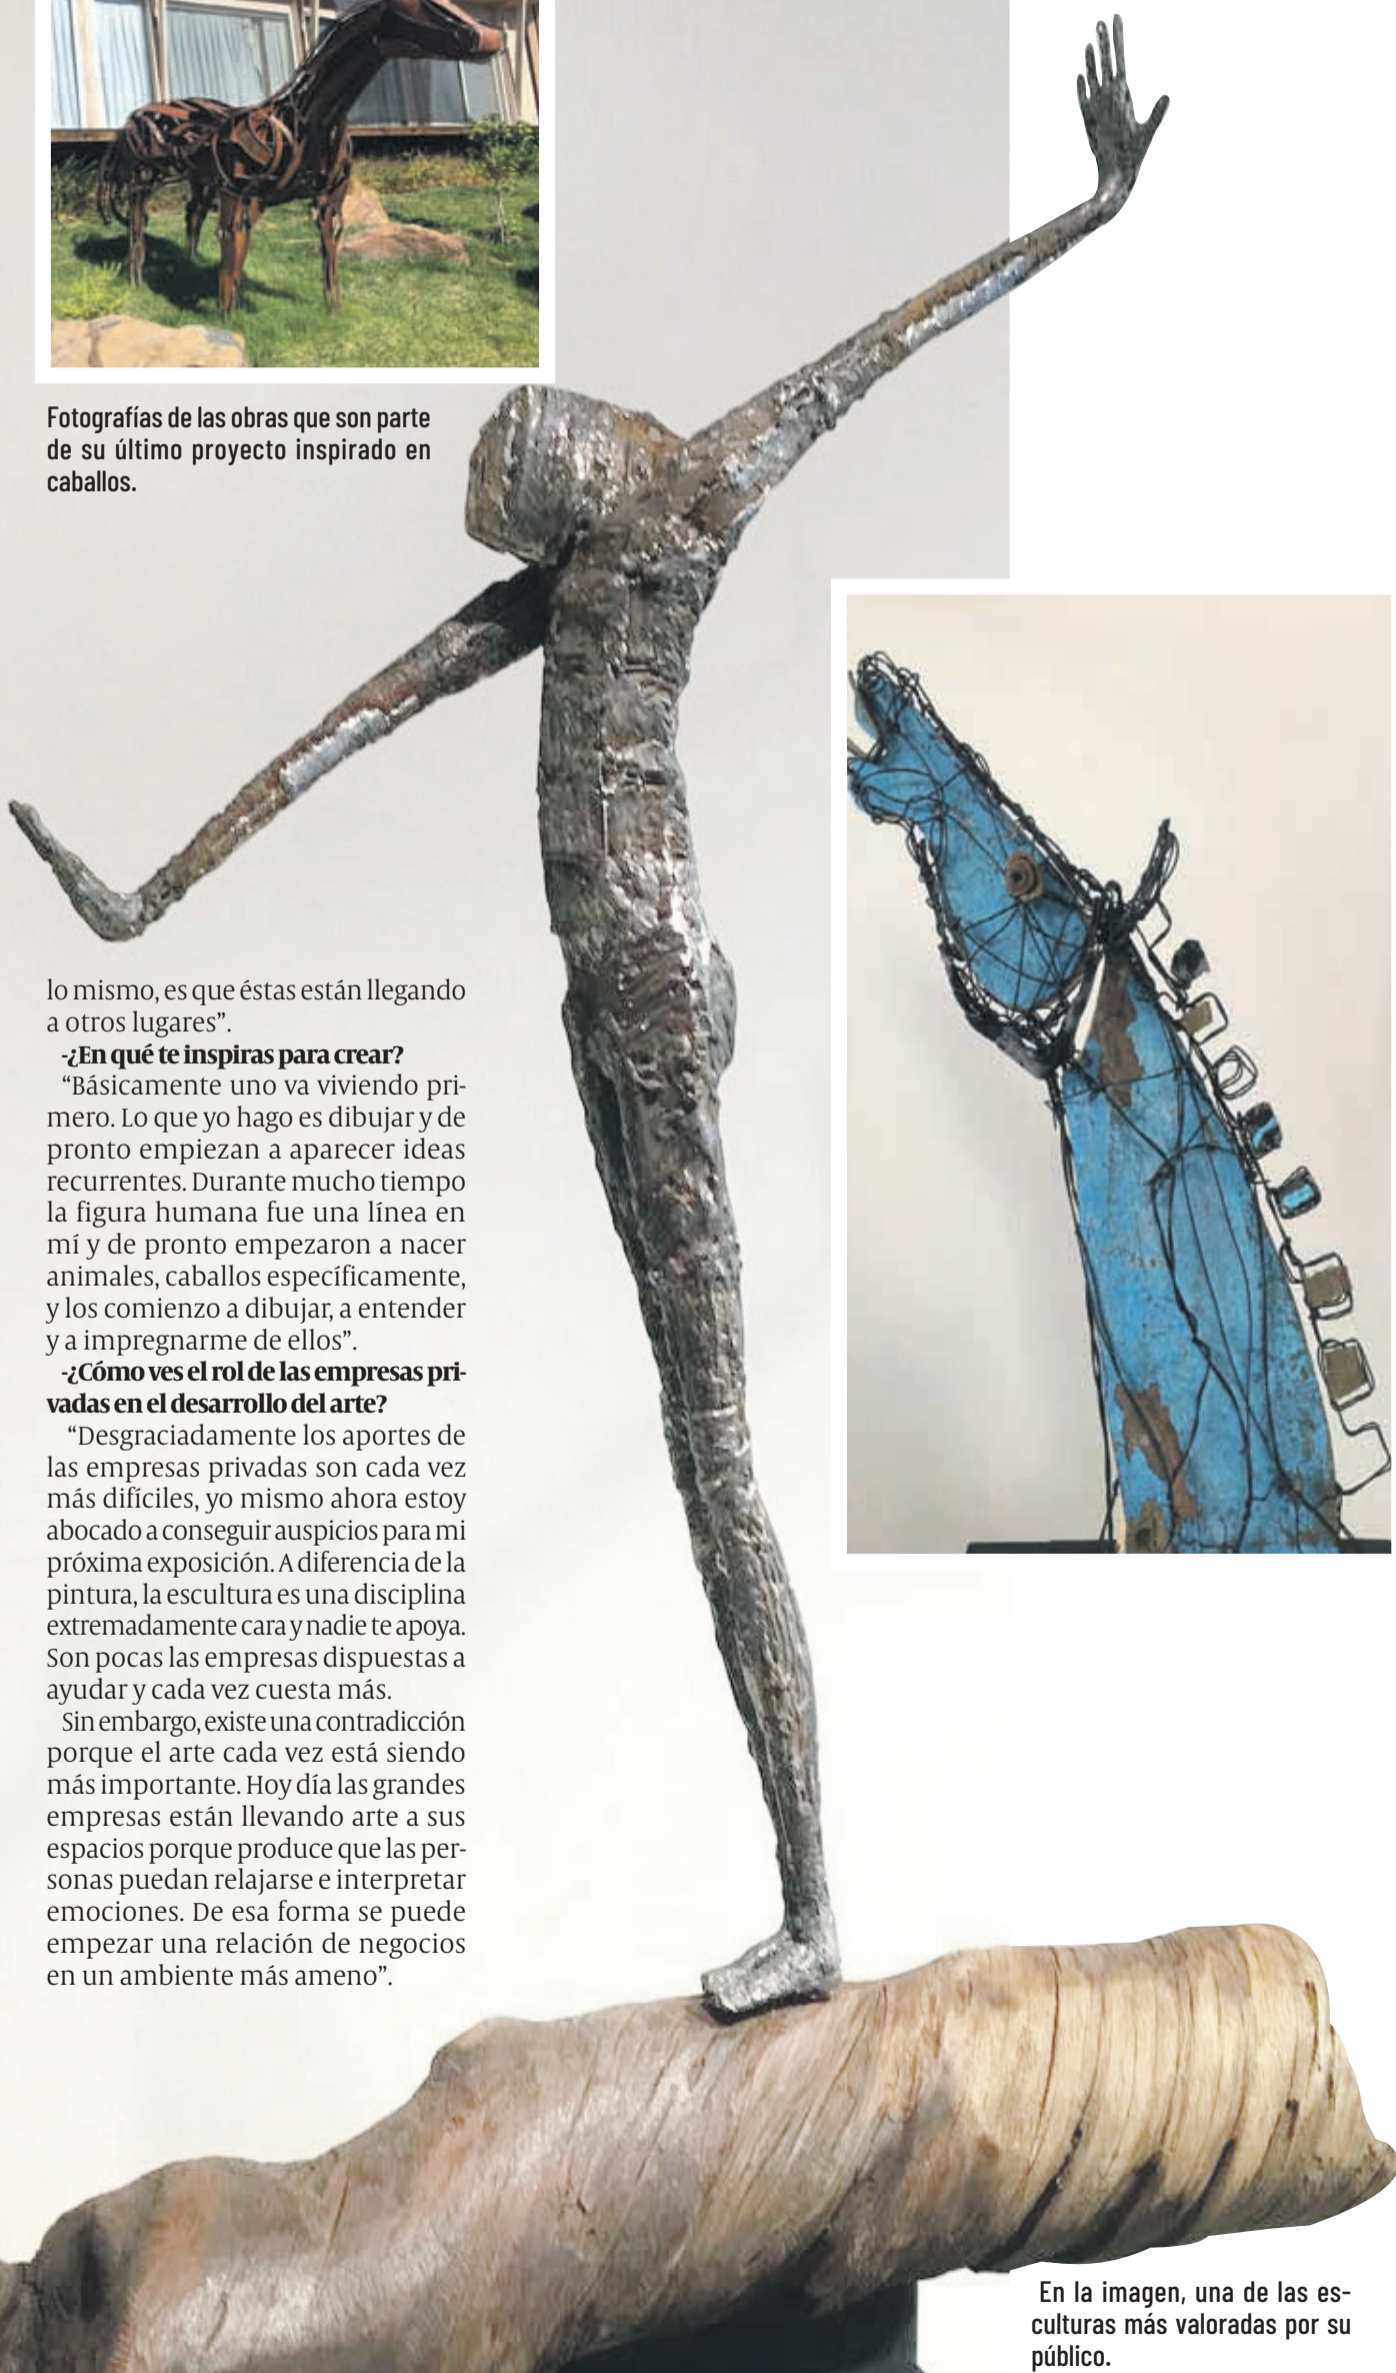 Fotografías de las obras que son parte
de su último proyecto inspirado en
caballos.
lo mismo, es que éstas están llegando
a otros lugares”.
-¿En qué te inspiras para crear?
“Básicamente uno va viviendo pri-
mero. Lo que yo hago es dibujar y de
pronto empiezan a aparecer ideas
recurrentes. Durante mucho tiempo
la figura humana fue una línea en
mí y de pronto empezaron a nacer
animales, caballos específicamente,
y los comienzo a dibujar, a entender
y a impregnarme de ellos”.
-¿Cómo ves el rol de las empresas pri-
vadas en el desarrollo del arte?
“Desgraciadamente los aportes de
las empresas privadas son cada vez
más difíciles, yo mismo ahora estoy
abocado a conseguir auspicios para mi
próxima exposición. A diferencia de la
pintura, la escultura es una disciplina
extremadamente cara y nadie te apoya.
Son pocas las empresas dispuestas a
ayudar y cada vez cuesta más.
Sin embargo, existe una contradicción
porque el arte cada vez está siendo
más importante. Hoy día las grandes
empresas están llevando arte a sus
espacios porque produce que las per-
sonas puedan relajarse e interpretar
emociones. De esa forma se puede
empezar una relación de negocios
en un ambiente más ameno”.
En la imagen, una de las es-
culturas más valoradas por su
público.